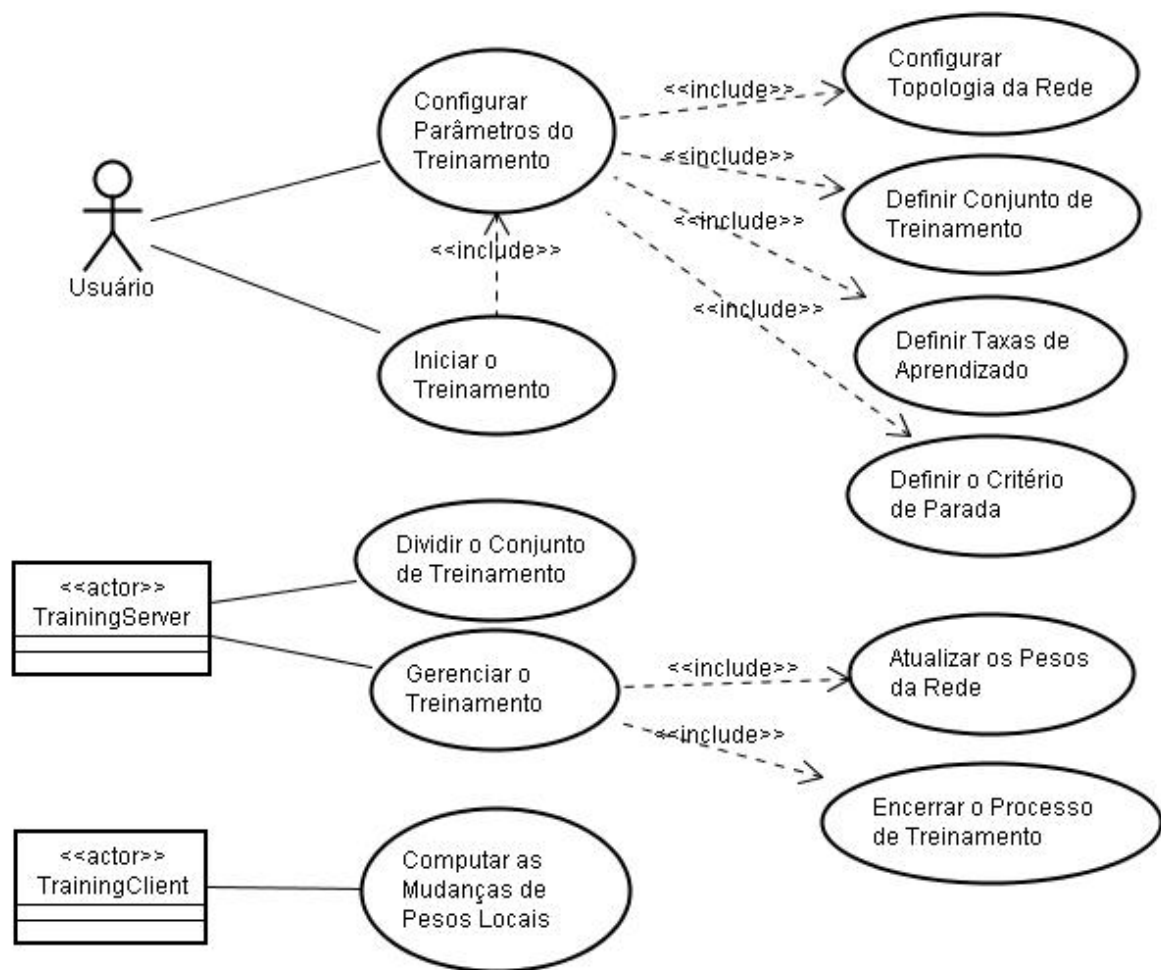 Configurar
Parâmetros do
Treinamento
<<include>>
Configurar
Topologia da Rede
<<include>>
Definir Conjunto de
Treinamento
<<include>>
Definir Taxas de
Aprendizado
<<include>>
Definir o Critério
de Parada
Usuário
<<include>>
Iniciar o
Treinamento
<<actor>>
TrainingServer
Dividir o Conjunto
de Treinamento
Gerenciar o
Treinamento
<<include>>
Atualizar os Pesos
da Rede
<<include>>
Encerrar o Processo
de Treinamento
<<actor>>
TrainingClient
Computar as
Mudanças de
Pesos Locais